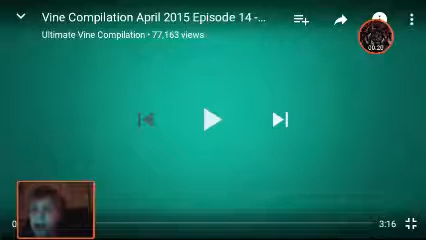 Vine Compilation April 2015 Episode 14 -...
Ultimate Vine Compilation • 77,163 views
00:20
0
3:16